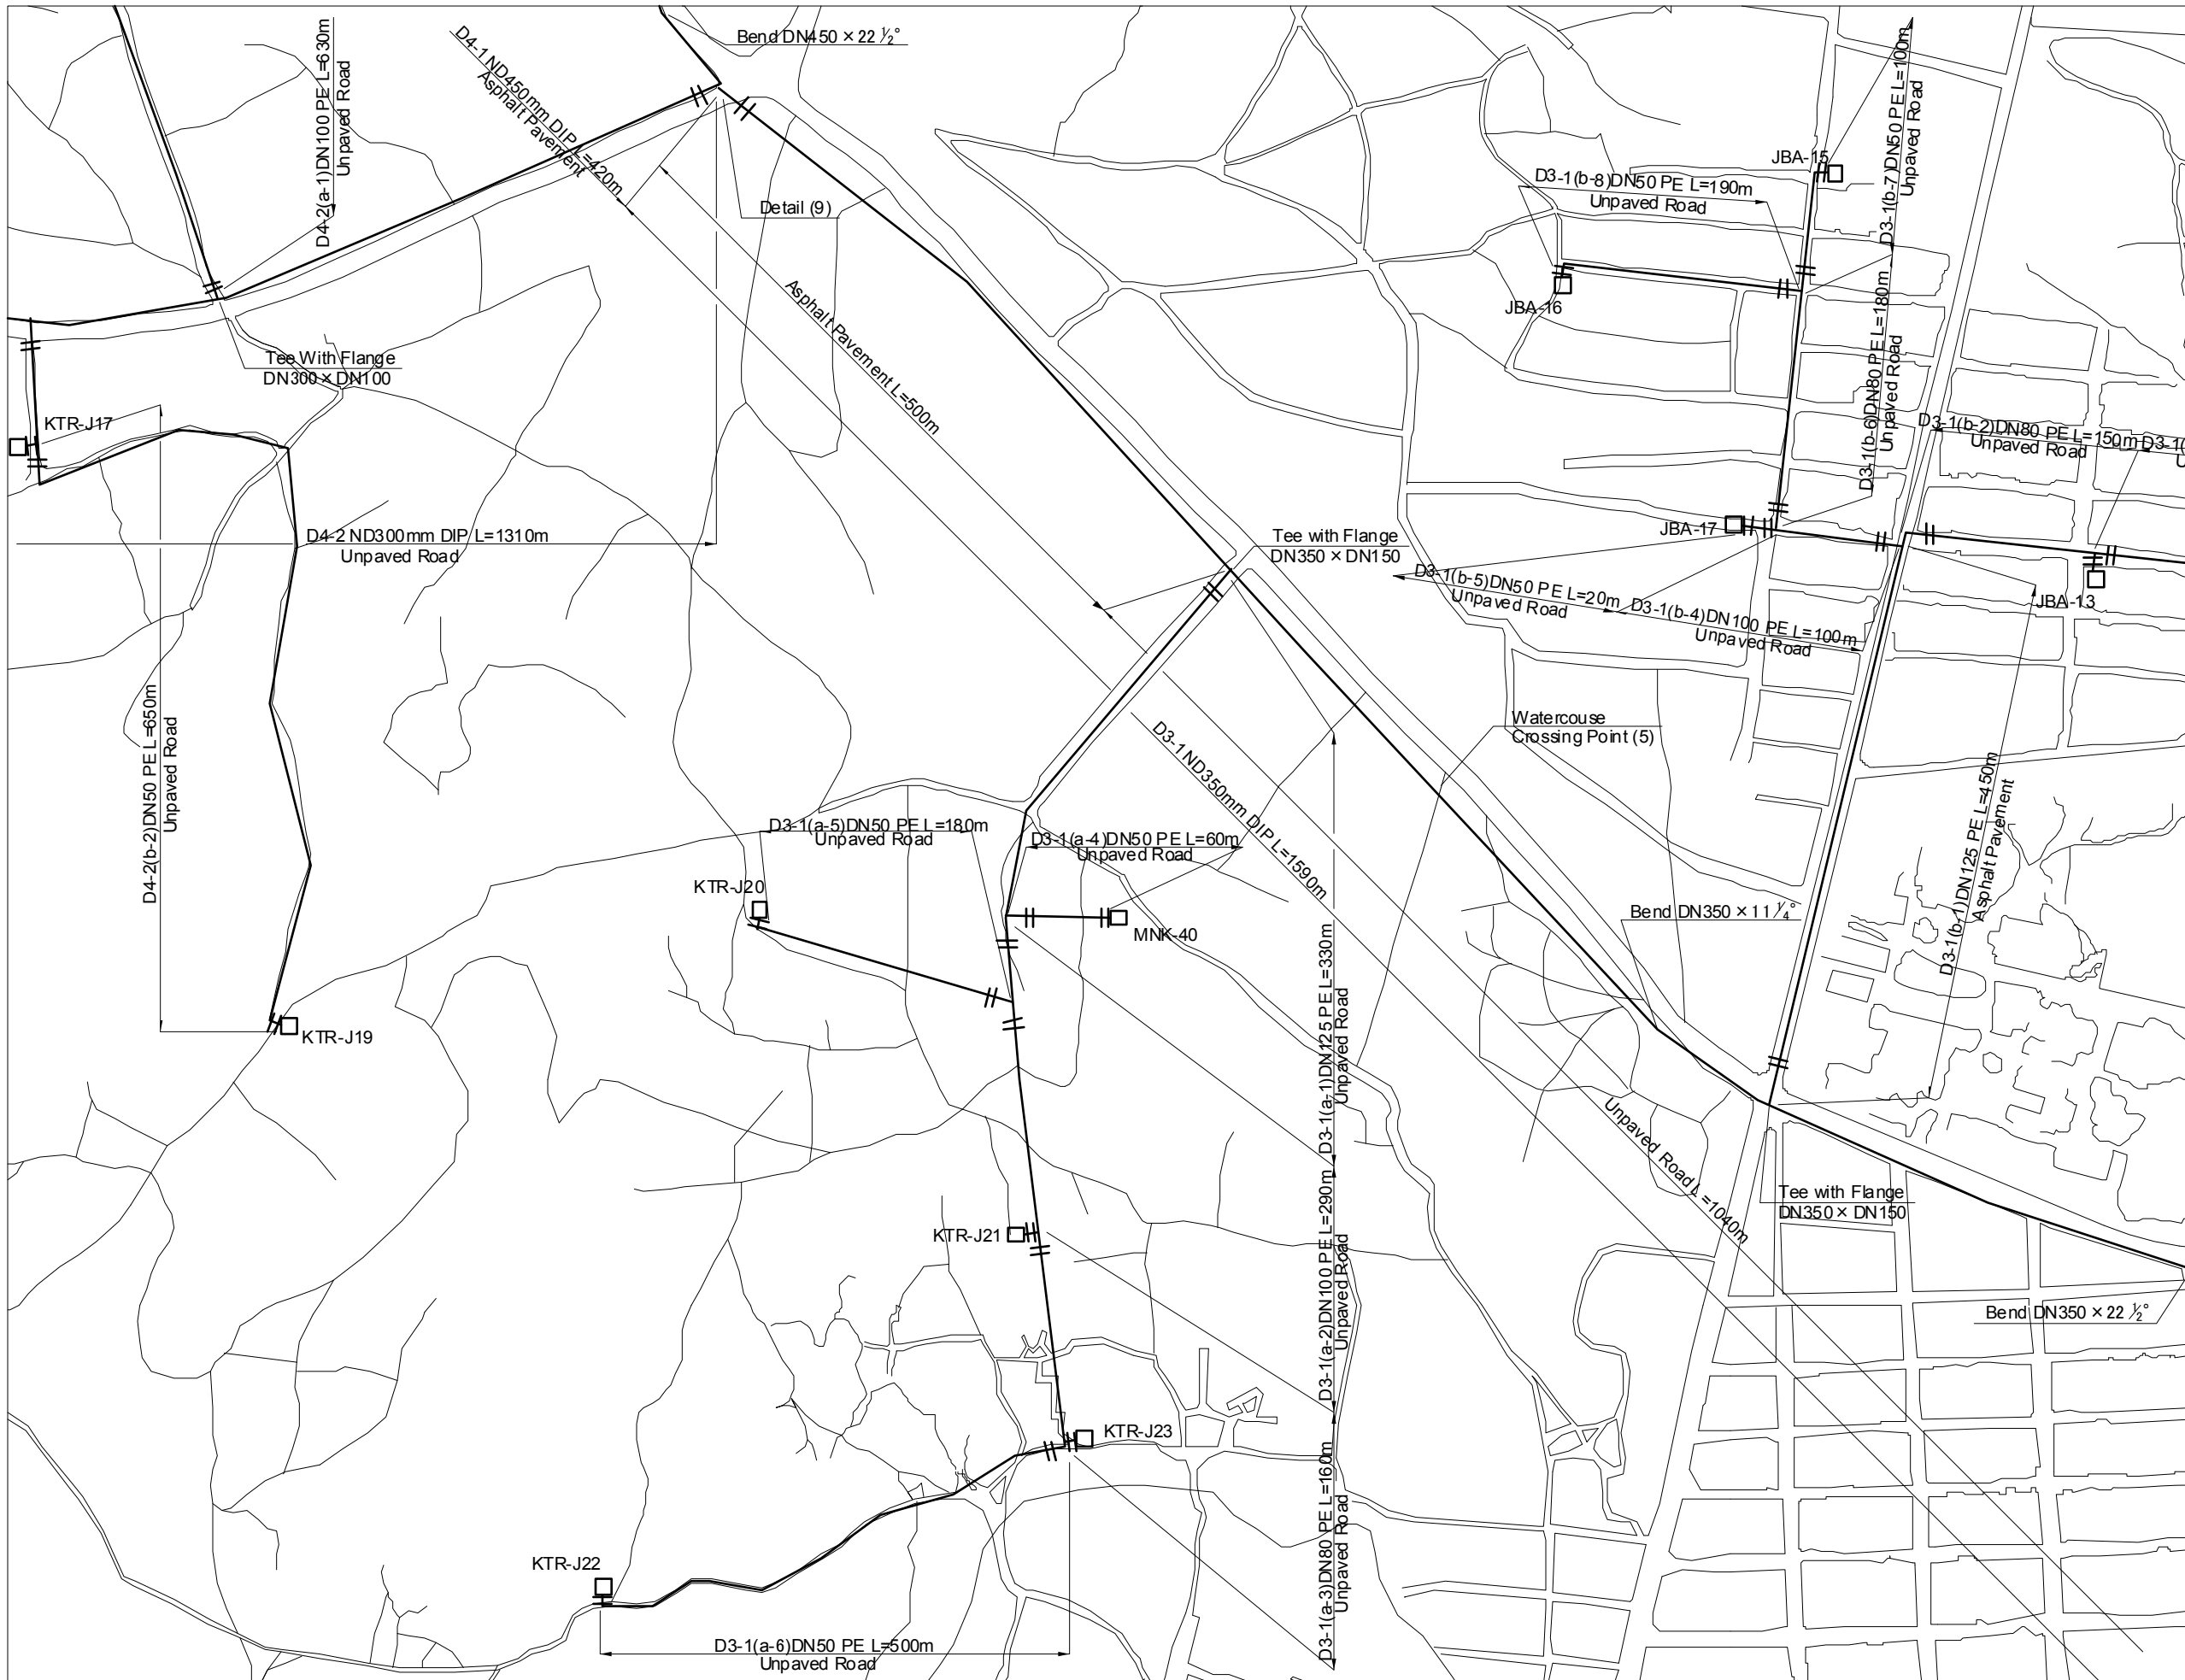 Bend DN450 × 22 ½°
D4-1 ND450mm DIP L=420m
Asphalt Pavement
D4-2(a-1)DN100 PE L=630m
Unpaved Road
D3-1(b-7)DN50 PE L=100m
Unpaved Road
JBA-15
D3-1(b-8)DN50 PE L=190m
Unpaved Road
Detail (9)
JBA-16
Asphalt Pavement L=500m
D3-1(b-6)DN80 PE L=180m
Unpaved Road
Tee With Flange
DN300 × DN100
KTR-J17
D3-1(b-2)DN80 PE L=150m
Unpaved Road
D3-1(
JBA-17
D4-2 ND300mm DIP L=1310m
Unpaved Road
Tee with Flange
DN350 × DN150
D3-1(b-5)DN50 PE L=20m
Unpaved Road
D3-1(b-4)DN100 PE L=100m
Unpaved Road
JBA-13
D4-2(b-2)DN50 PE L=650m
Unpaved Road
Watercouse
Crossing Point (5)
D3-1 ND350mm DIP L=1590m
D3-1(b-1)DN125 PE L=450m
Asphalt Pavement
D3-1(a-5)DN50 PE L=180m
Unpaved Road
D3-1(a-4)DN50 PE L=60m
Unpaved Road
KTR-J20
MNK-40
Bend DN350 × 11 ¼°
KTR-J19
D3-1(a-1)DN125 PE L=330m
Unpaved Road
Unpaved Road L=1040m
Tee with Flange
DN350 × DN150
KTR-J21
D3-1(a-2)DN100 PE L=290m
Unpaved Road
Bend DN350 × 22 ½°
KTR-J23
D3-1(a-3)DN80 PE L=160m
Unpaved Road
KTR-J22
D3-1(a-6)DN50 PE L=500m
Unpaved Road